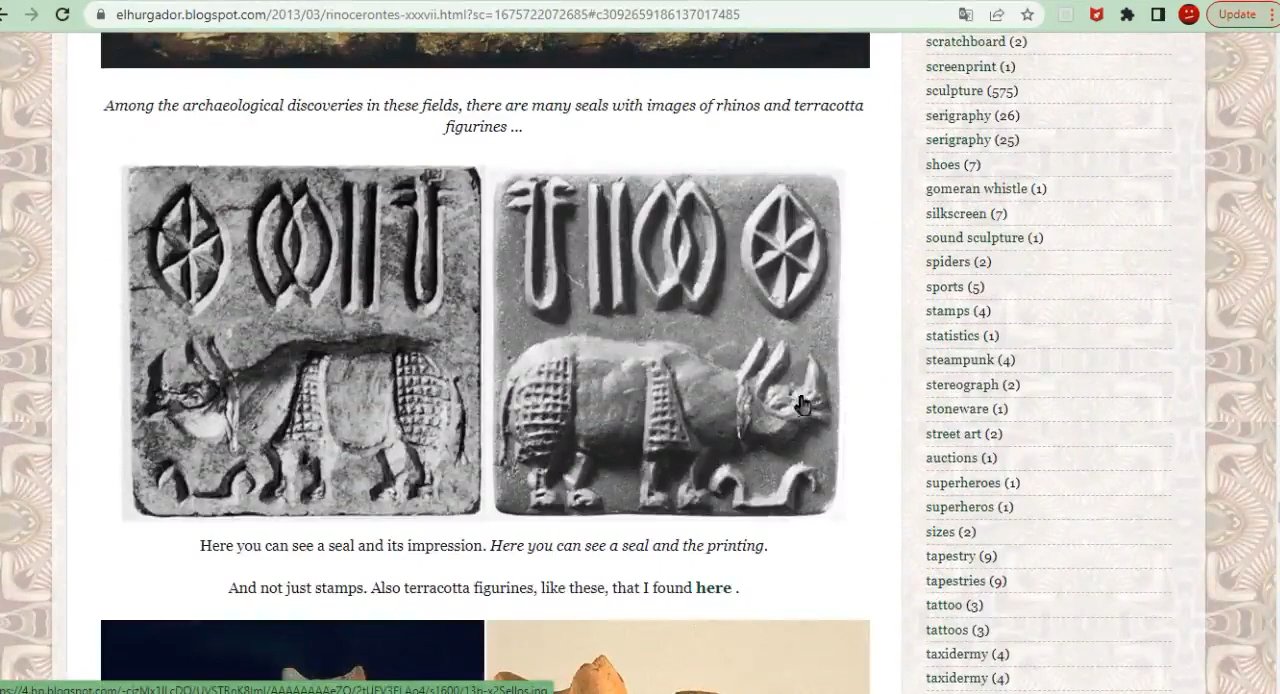 elhurgador.blogspot.com/2013/03/rinocerontes-xxxvii.html?sc=1675722072685#c3092659186137017485
Update
Among the archaeological discoveries in these fields, there are many seals with images of rhinos and terracotta
figurines ...
Here you can see a seal and its impression. Here you can see a seal and the printing.
And not just stamps. Also terracotta figurines, like these, that I found here .
scratchboard (2)
screenprint (1)
sculpture (575)
serigraphy (26)
serigraphy (25)
shoes (7)
gomeran whistle (1)
silkscreen (7)
sound sculpture (1)
spiders (2)
sports (5)
stamps (4)
statistics (1)
steampunk (4)
stereograph (2)
stoneware (1)
street art (2)
auctions (1)
superheroes (1)
superheros (1)
sizes (2)
tapestry (9)
tapestries (9)
tattoo (3)
tattoos (3)
taxidermy (4)
taxidermy (4)